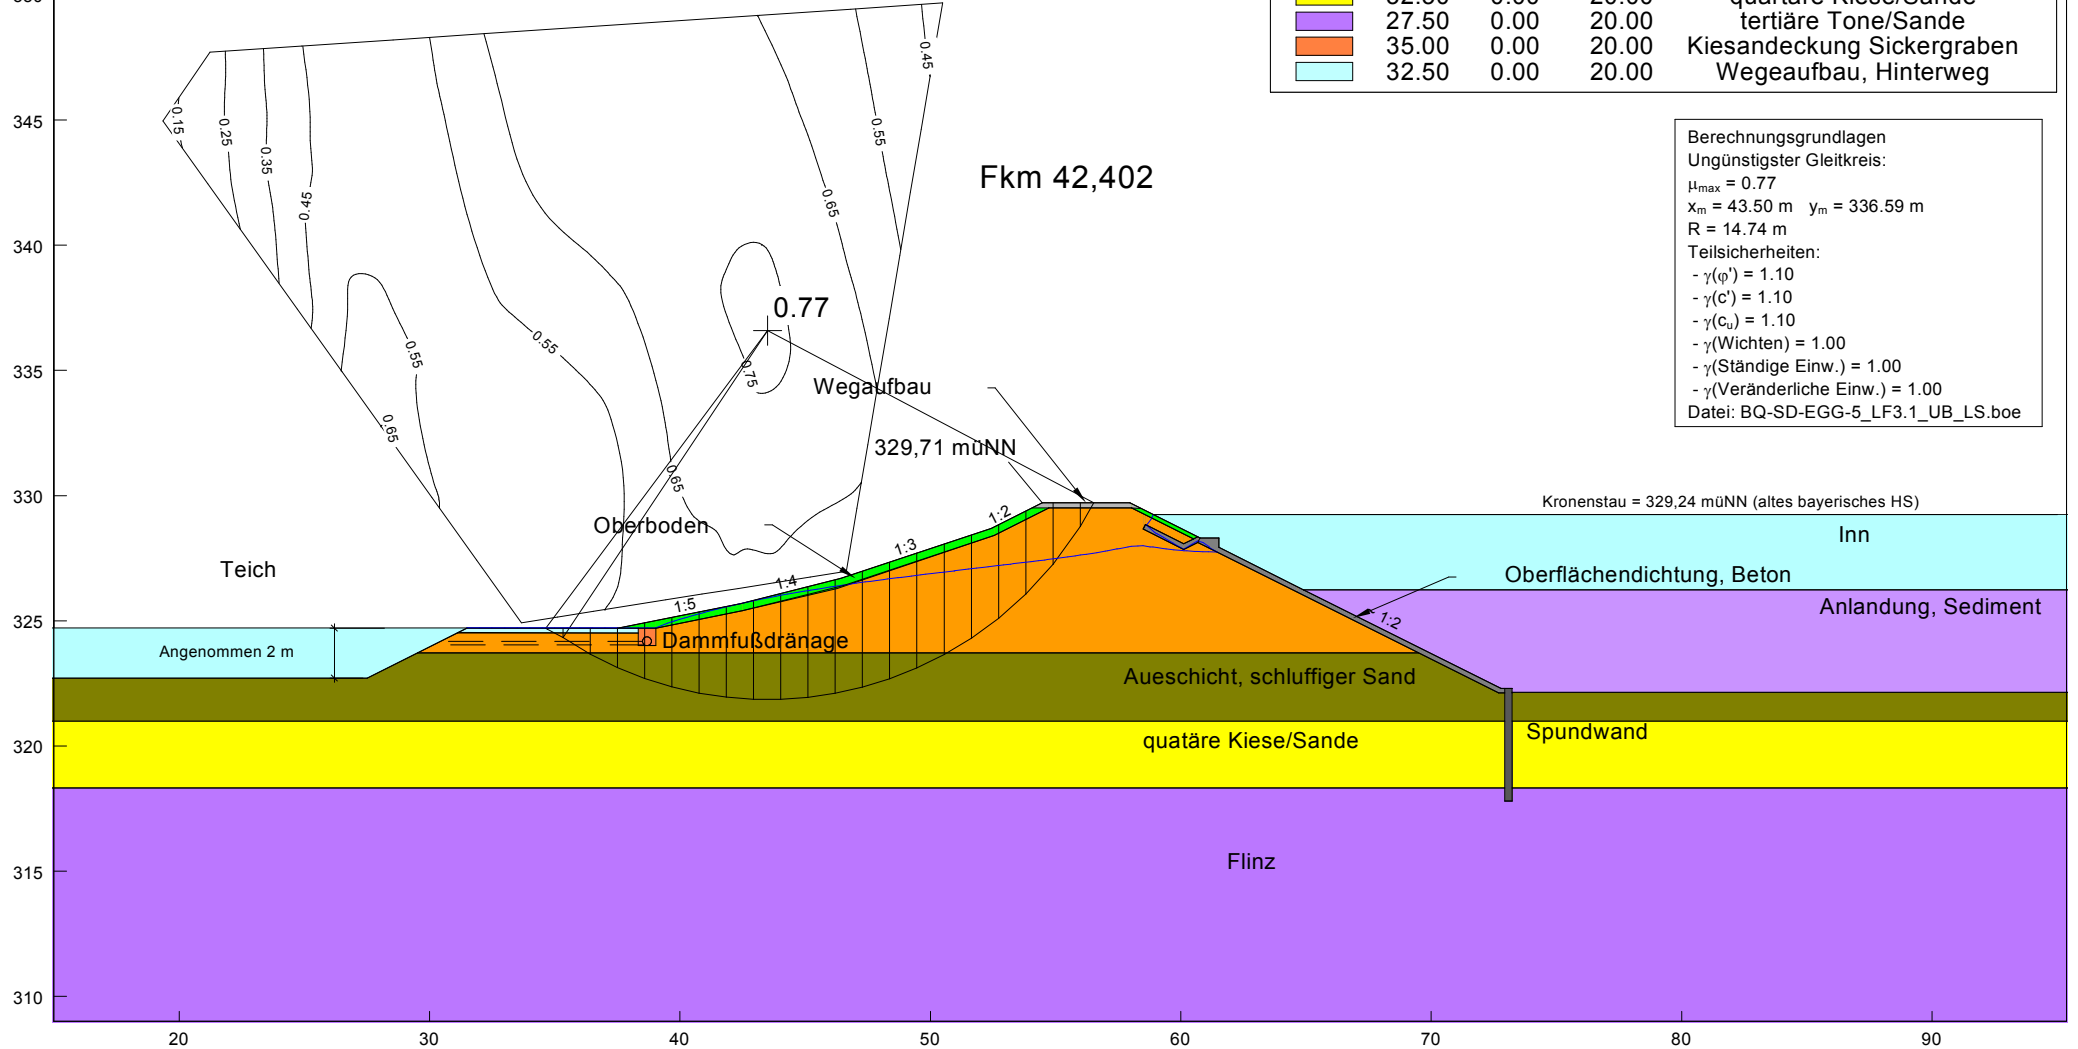 32.50 0.00 20.00 quartäre Kiese/Sande
27.50 0.00 20.00 tertiäre Tone/Sande
35.00 0.00 20.00 Kiesandeckung Sickergraben
32.50 0.00 20.00 Wegeaufbau, Hinterweg
Berechnungsgrundlagen
Ungünstigster Gleitkreis:
μmax = 0.77
xm = 43.50 m ym = 336.59 m
R = 14.74 m
Teilsicherheiten:
- γ(φ') = 1.10
- γ(c') = 1.10
- γ(cu) = 1.10
- γ(Wichten) = 1.00
- γ(Ständige Einw.) = 1.00
- γ(Veränderliche Einw.) = 1.00
Datei: BQ-SD-EGG-5_LF3.1_UB_LS.boe
Fkm 42,402
350
345
340
335
330
325
320
315
310
0.15
0.25
0.35
0.45
0.55
0.65
0.55
0.65
0.75
0.65
0.55
0.45
0.77
Wegaufbau
329,71 müNN
Oberboden
1:5
1:4
1:3
1:2
Teich
Angenommen 2 m
Dammfußdränage
Kronenstau = 329,24 müNN (altes bayerisches HS)
Inn
Oberflächendichtung, Beton
1:2
Anlandung, Sediment
Aueschicht, schluffiger Sand
Spundwand
quatäre Kiese/Sande
Flinz
20 30 40 50 60 70 80 90